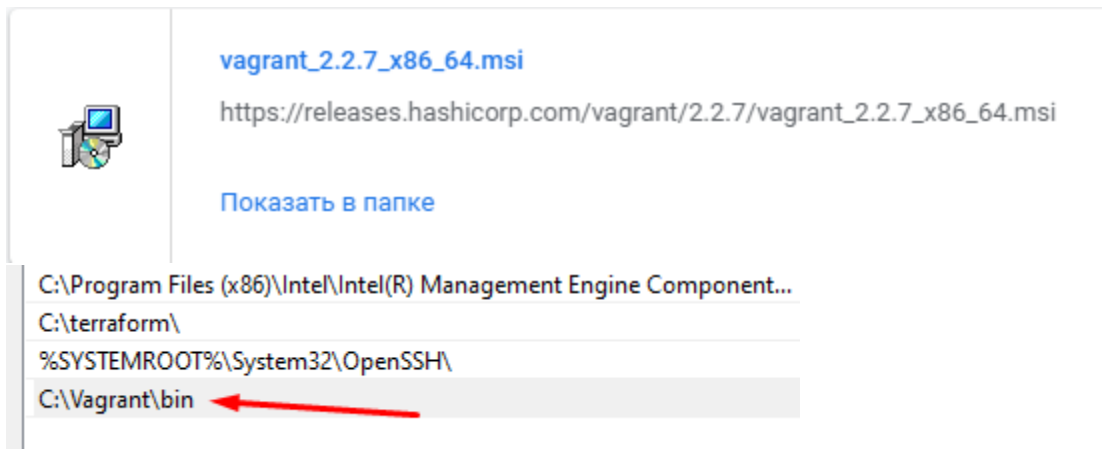 vagrant_2.2.7_x86_64.msi
https://releases.hashicorp.com/vagrant/2.2.7/vagrant_2.2.7_x86_64.msi
Показать в папке
C:\Program Files (x86)\Intel\Intel(R) Management Engine Component...
C:\terraform\
%SYSTEMROOT%\System32\OpenSSH\
C:\Vagrant\bin